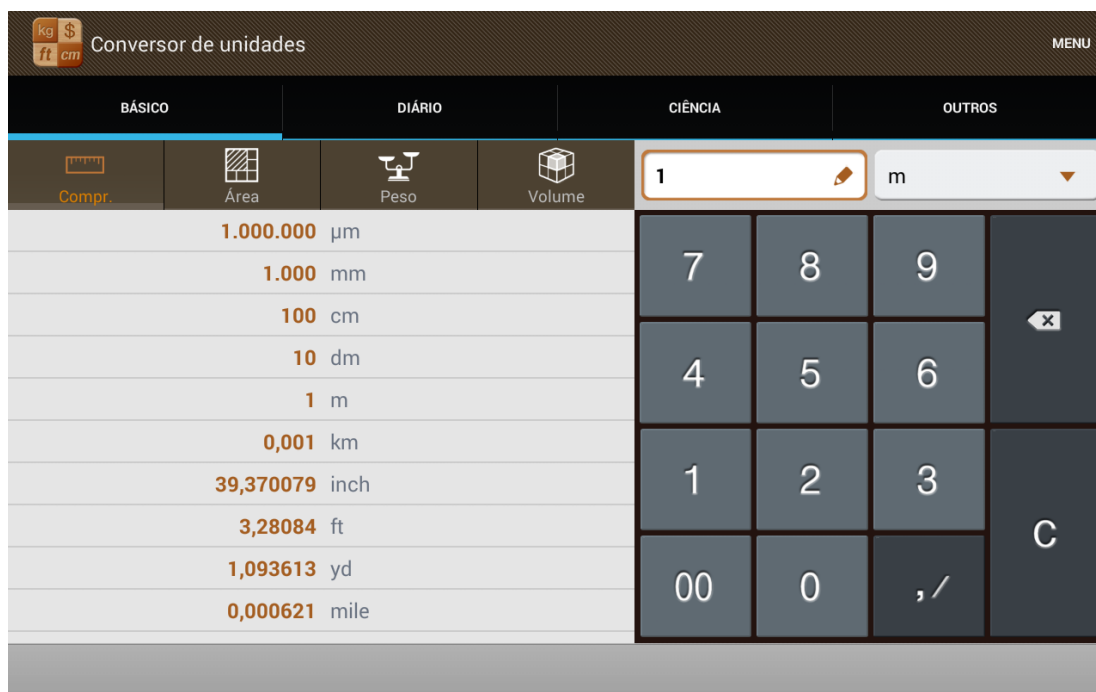 kg $
ft cm
Conversor de unidades
MENU
BÁSICO DIÁRIO CIÊNCIA OUTROS
Compr. Área Peso Volume
1 m
1.000.000 µm
1.000 mm
100 cm
10 dm
1 m
0,001 km
39,370079 inch
3,28084 ft
1,093613 yd
0,000621 mile
7 8 9
4 5 6
1 2 3
C
00 0 , /